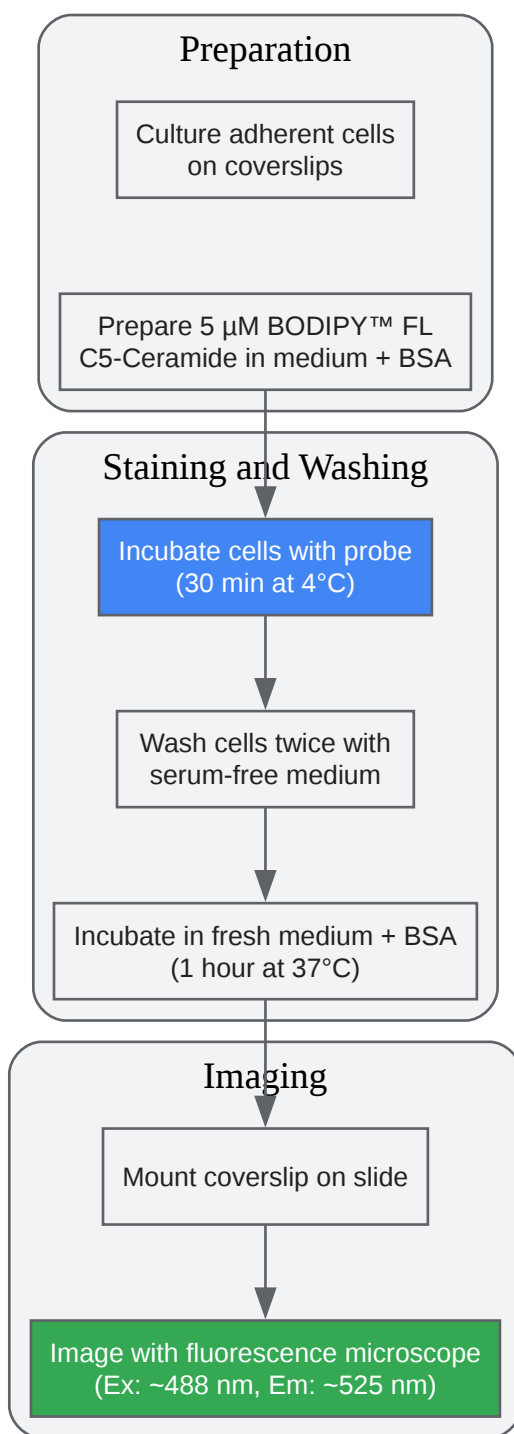 Preparation
Culture adherent cells
on coverslips
Prepare 5 µM BODIPY™ FL
C5-Ceramide in medium + BSA
Staining and Washing
Incubate cells with probe
(30 min at 4°C)
Wash cells twice with
serum-free medium
Incubate in fresh medium + BSA
(1 hour at 37°C)
Imaging
Mount coverslip on slide
Image with fluorescence microscope
(Ex: ~488 nm, Em: ~525 nm)